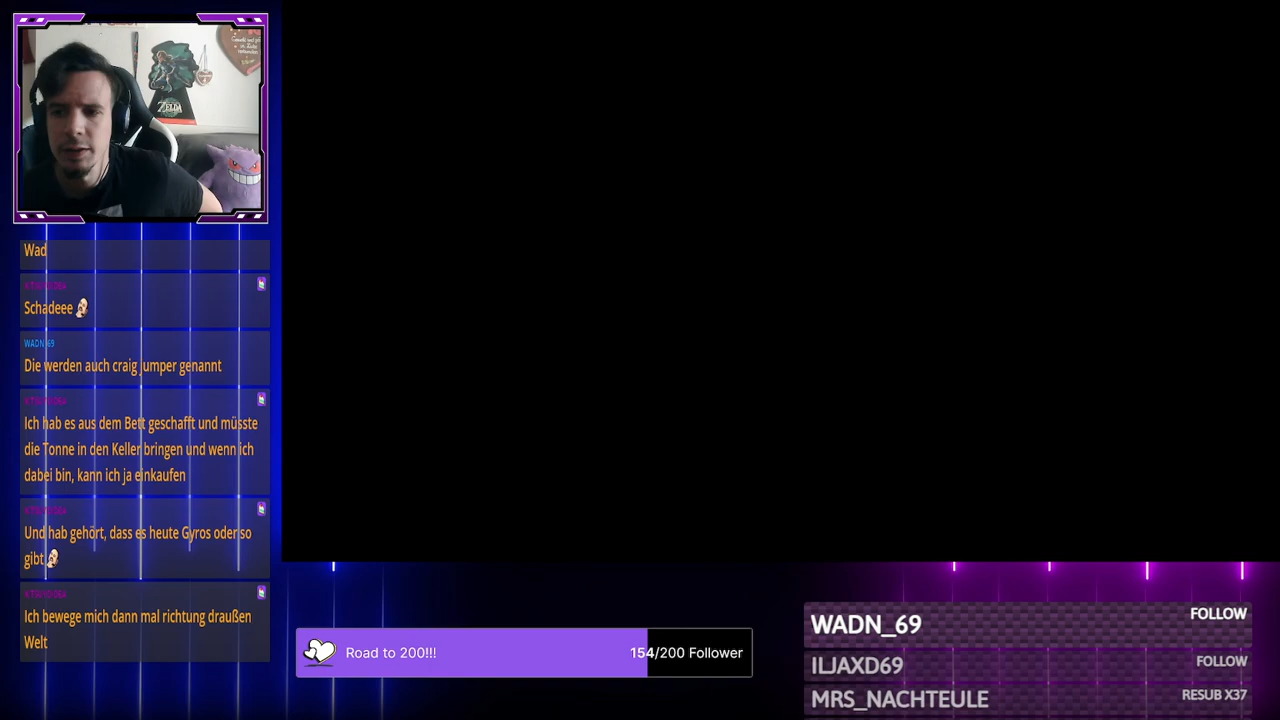 ZELDA
Wad
Schadeee
WADN_69
Die werden auch craig jumper genannt
Ich hab es aus dem Bett geschafft und müsste
die Tonne in den Keller bringen und wenn ich
dabei bin, kann ich ja einkaufen
Und hab gehört, dass es heute Gyros oder so
gibt
Ich bewege mich dann mal richtung draußen
Welt
Road to 200!!!
154/200 Follower
WADN_69 FOLLOW
ILJAXD69 FOLLOW
MRS_NACHTEULE RESUB X37